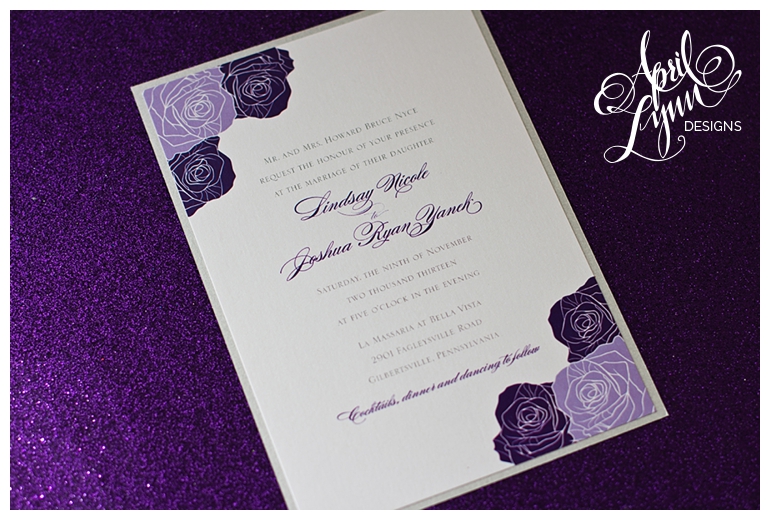 Mr. and Mrs. Howard Bruce Nyce
request the honour of your presence
at the marriage of their daughter
Lindsay Nicole
to
Joshua Ryan Yanek
Saturday, the ninth of November
two thousand thirteen
at five o'clock in the evening
La Massaria at Bella Vista
2901 Fagleysville Road
Gilbertsville, Pennsylvania
Cocktails, dinner and dancing to follow
April
Lynn
DESIGNS